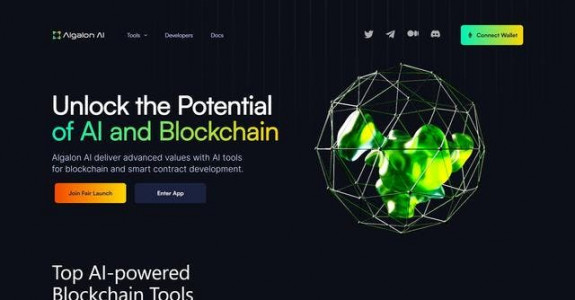 Algalon AI
Tools
Developers
Docs
Connect Wallet
Unlock the Potential
of AI and Blockchain
Algalon AI deliver advanced values with AI tools
for blockchain and smart contract development.
Join Fair Launch
Enter App
Top AI-powered
Blockchain Tools